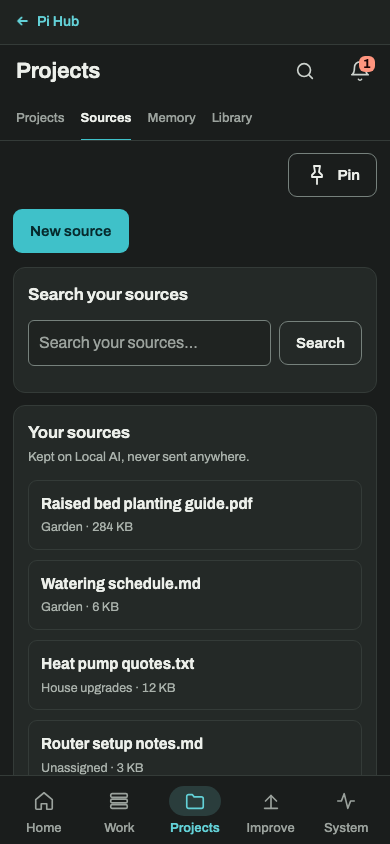 Pi Hub
Projects
1
Projects Sources Memory Library
Pin
New source
Search your sources
Search your sources...
Search
Your sources
Kept on Local AI, never sent anywhere.
Raised bed planting guide.pdf
Garden · 284 KB
Watering schedule.md
Garden · 6 KB
Heat pump quotes.txt
House upgrades · 12 KB
Router setup notes.md
Unassigned · 3 KB
Home Work Projects Improve System